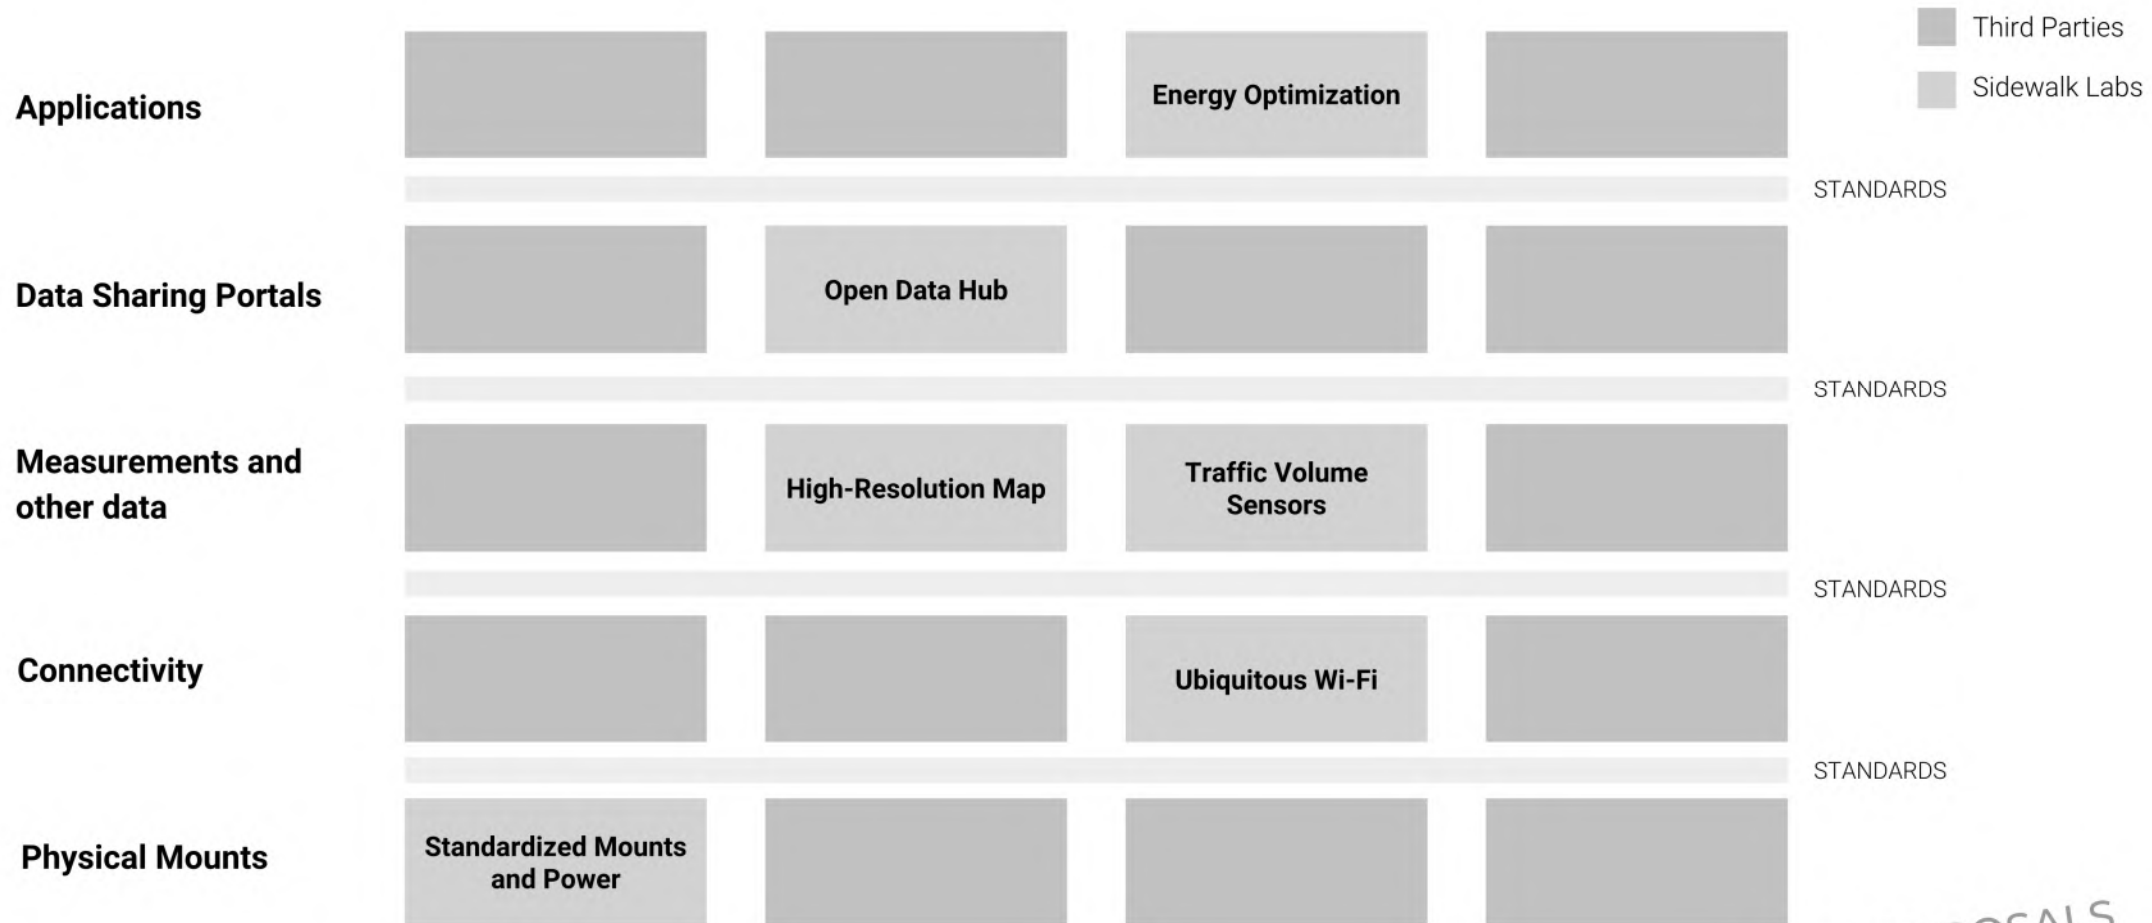 Third Parties
Sidewalk Labs
Applications
Energy Optimization
STANDARDS
Data Sharing Portals
Open Data Hub
STANDARDS
Measurements and
other data
High-Resolution Map
Traffic Volume
Sensors
STANDARDS
Connectivity
Ubiquitous Wi-Fi
STANDARDS
Physical Mounts
Standardized Mounts
and Power